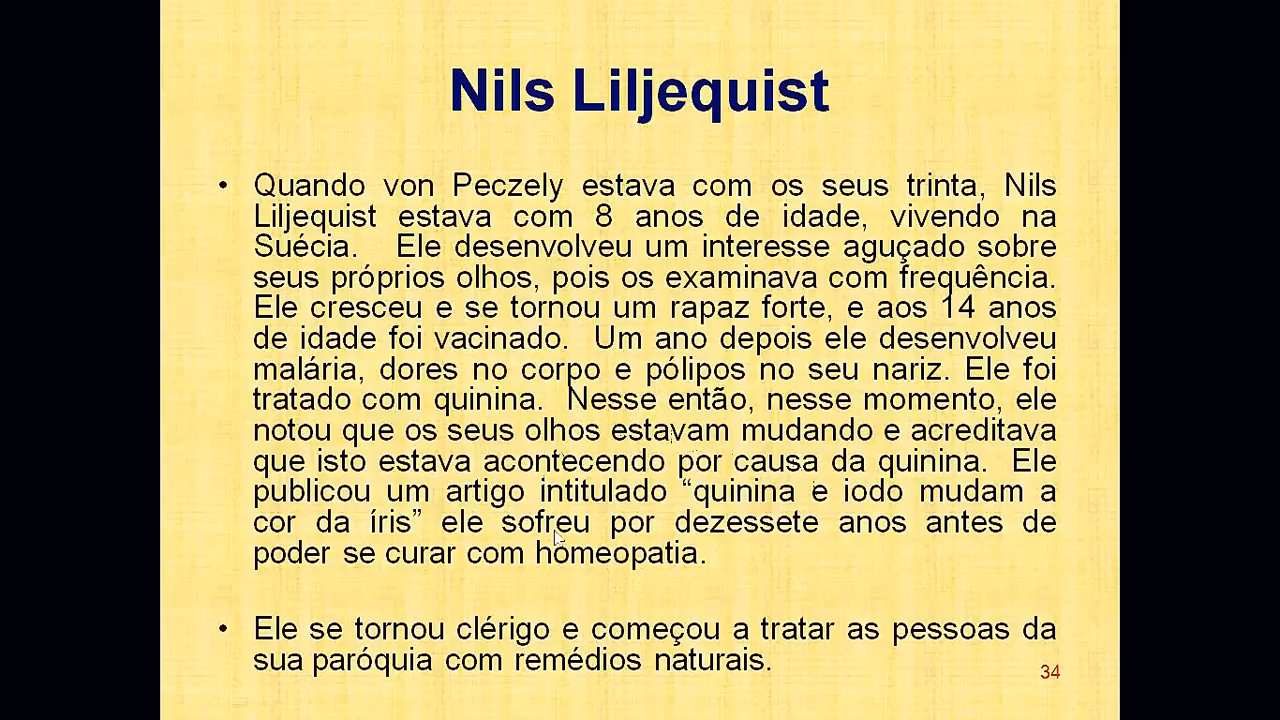 Nils Liljequist
• Quando von Peczely estava com os seus trinta, Nils
Liljequist estava com 8 anos de idade, vivendo na
Suécia. Ele desenvolveu um interesse aguçado sobre
seus próprios olhos, pois os examinava com frequência.
Ele cresceu e se tornou um rapaz forte, e aos 14 anos
de idade foi vacinado. Um ano depois ele desenvolveu
malária, dores no corpo e pólipos no seu nariz. Ele foi
tratado com quinina. Nesse então, nesse momento, ele
notou que os seus olhos estavam mudando e acreditava
que isto estava acontecendo por causa da quinina. Ele
publicou um artigo intitulado “quinina e iodo mudam a
cor da íris” ele sofreu por dezessete anos antes de
poder se curar com homeopatia.
• Ele se tornou clérigo e começou a tratar as pessoas da
sua paróquia com remédios naturais.
34